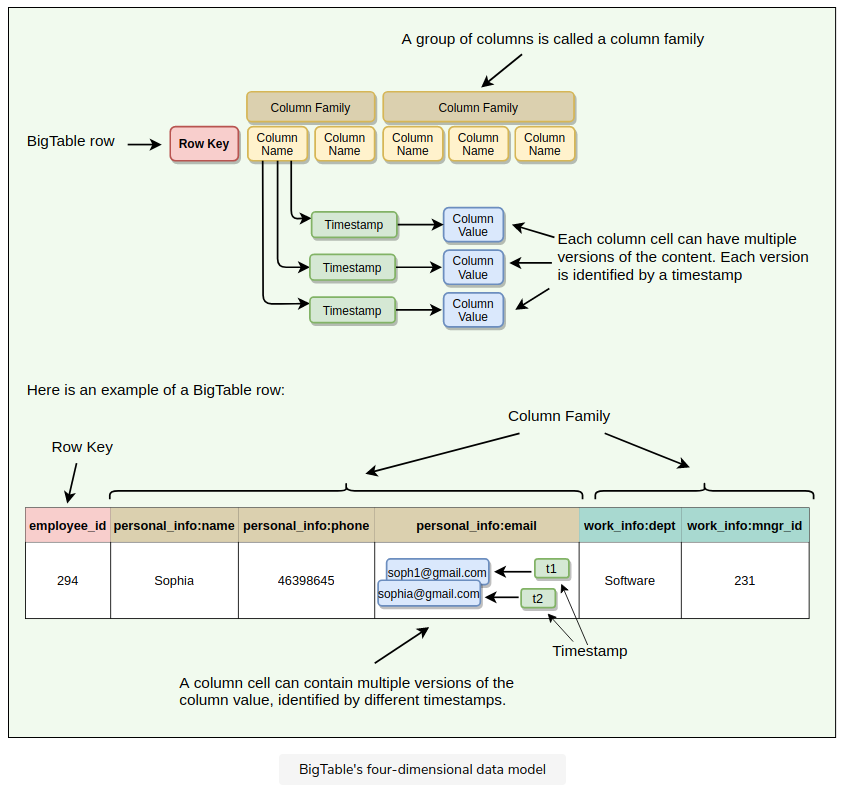 A group of columns is called a column family
Column Family
Column Family
BigTable row
Row Key
Column
Name
Column
Name
Column
Name
Column
Name
Column
Name
Timestamp
Column
Value
Timestamp
Column
Value
Timestamp
Column
Value
Each column cell can have multiple
versions of the content. Each version
is identified by a timestamp
Here is an example of a BigTable row:
Column Family
Row Key
employee_id personal_info:name personal_info:phone personal_info:email work_info:dept work_info:mngr_id
294 Sophia 46398645 soph1@gmail.com t1 Software 231
sophia@gmail.com t2
Timestamp
A column cell can contain multiple versions of the
column value, identified by different timestamps.
BigTable's four-dimensional data model